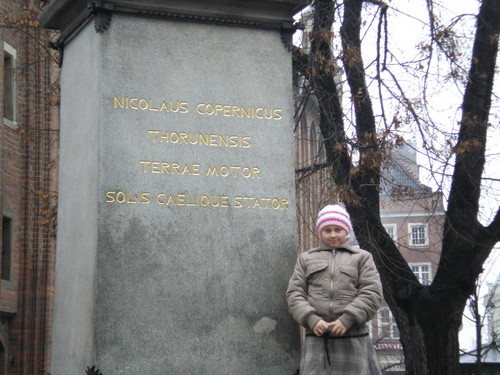 NICOLAUS COPERNICUS
THORUNENSIS
TERRAE MOTOR
SOLIS CAELIQUE STATOR